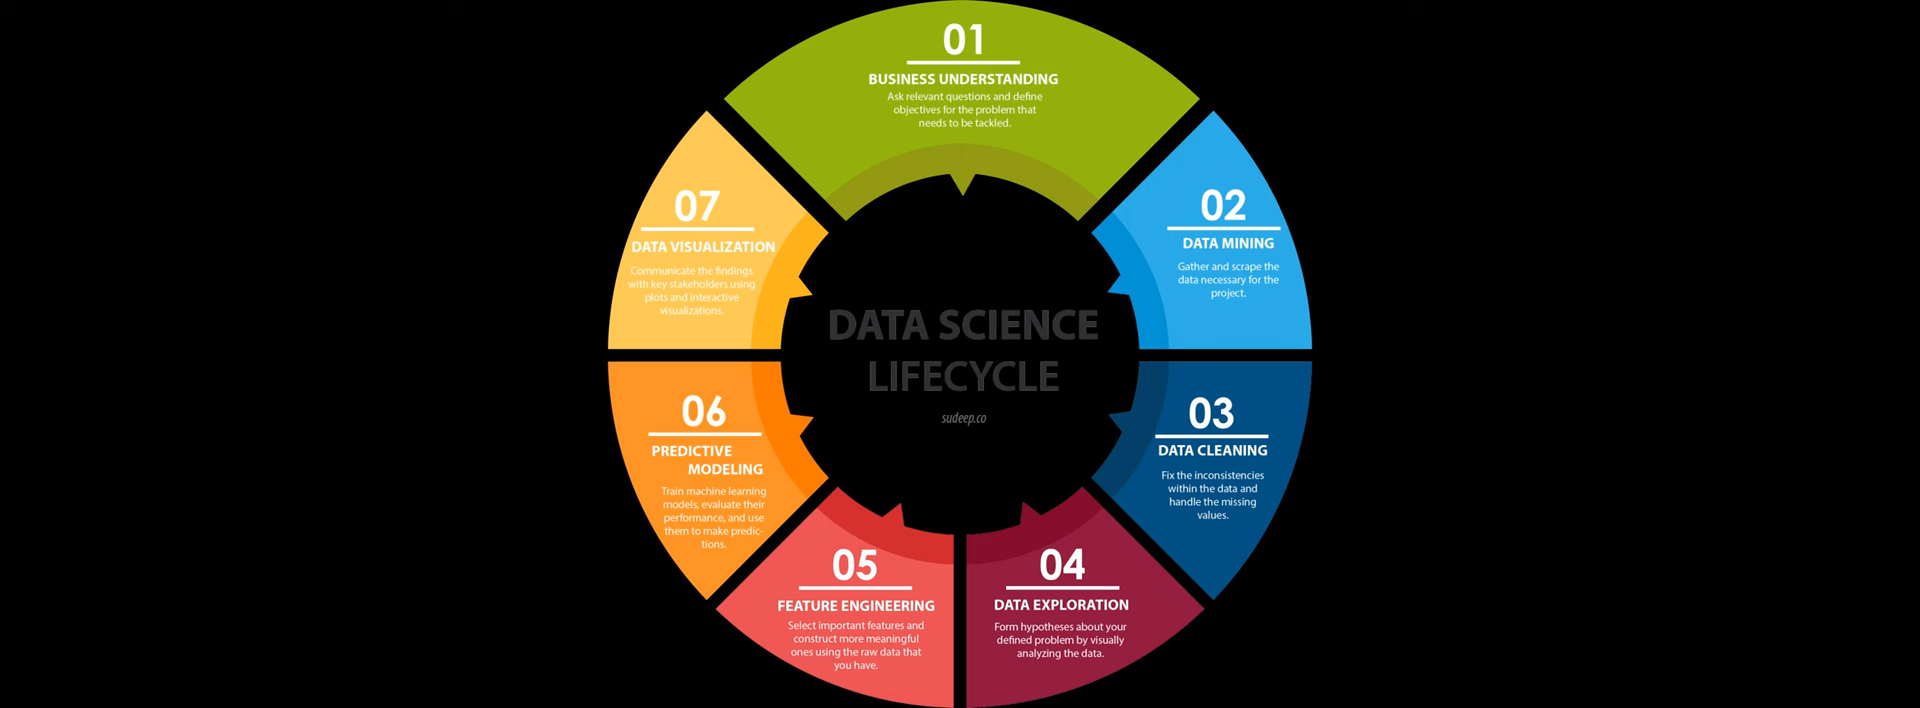 01
BUSINESS UNDERSTANDING
Ask relevant questions and define
objectives for the problem that
needs to be tackled.
02
DATA MINING
Gather and scrape the
data necessary for the
project.
03
DATA CLEANING
Fix the inconsistencies
within the data and
handle the missing
values.
04
DATA EXPLORATION
Form hypotheses about your
defined problem by visually
analyzing the data.
05
FEATURE ENGINEERING
Select important features and
construct more meaningful
ones using the raw data that
you have.
06
PREDICTIVE
MODELING
Train machine learning
models, evaluate their
performance, and use
them to make predic-
tions.
07
DATA VISUALIZATION
Communicate the findings
with key stakeholders using
plots and interactive
visualizations.
DATA SCIENCE
LIFECYCLE
sudeep.co